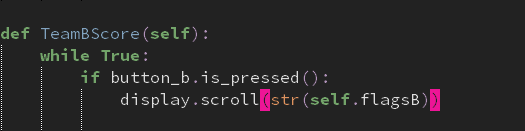 def TeamBScore(self):
    while True:
        if button_b.is_pressed():
            display.scroll(str(self.flagsB))